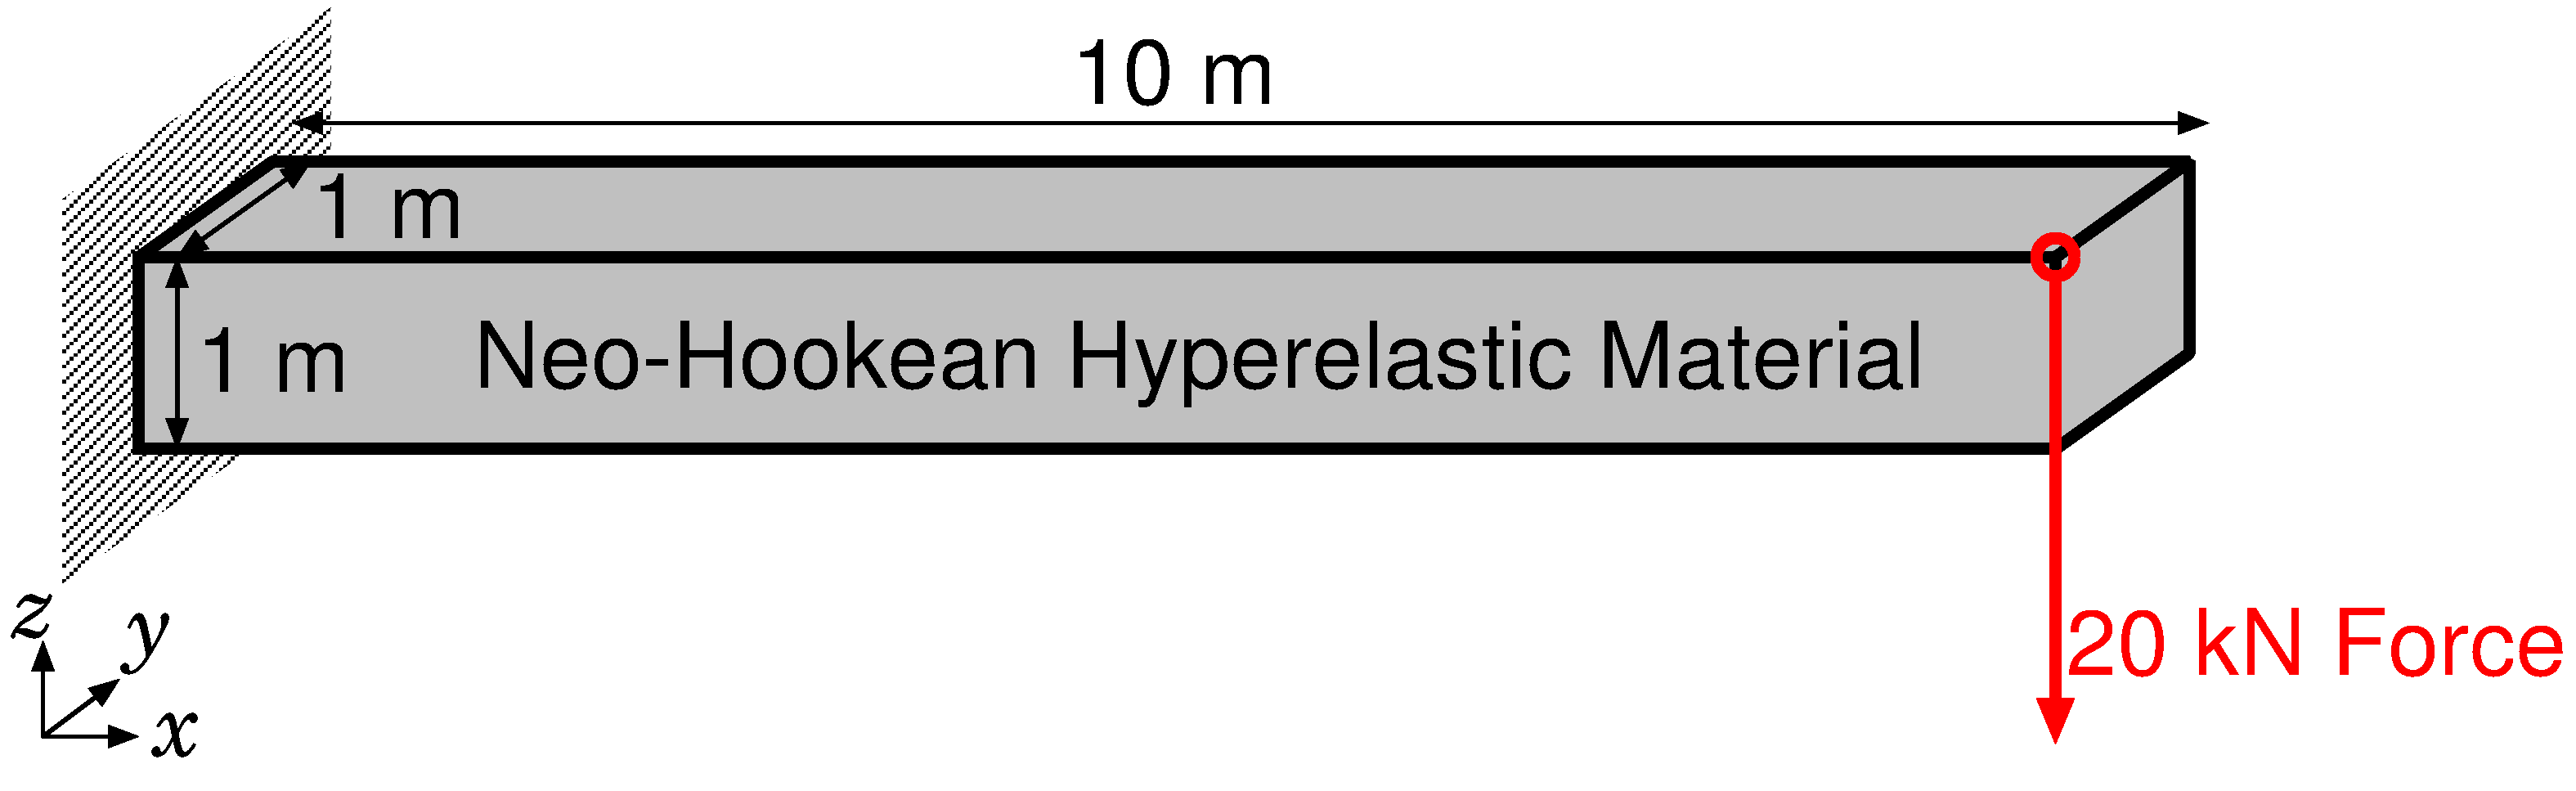 10 m
1 m
1 m
Neo-Hookean Hyperelastic Material
20 kN Force
z
y
x